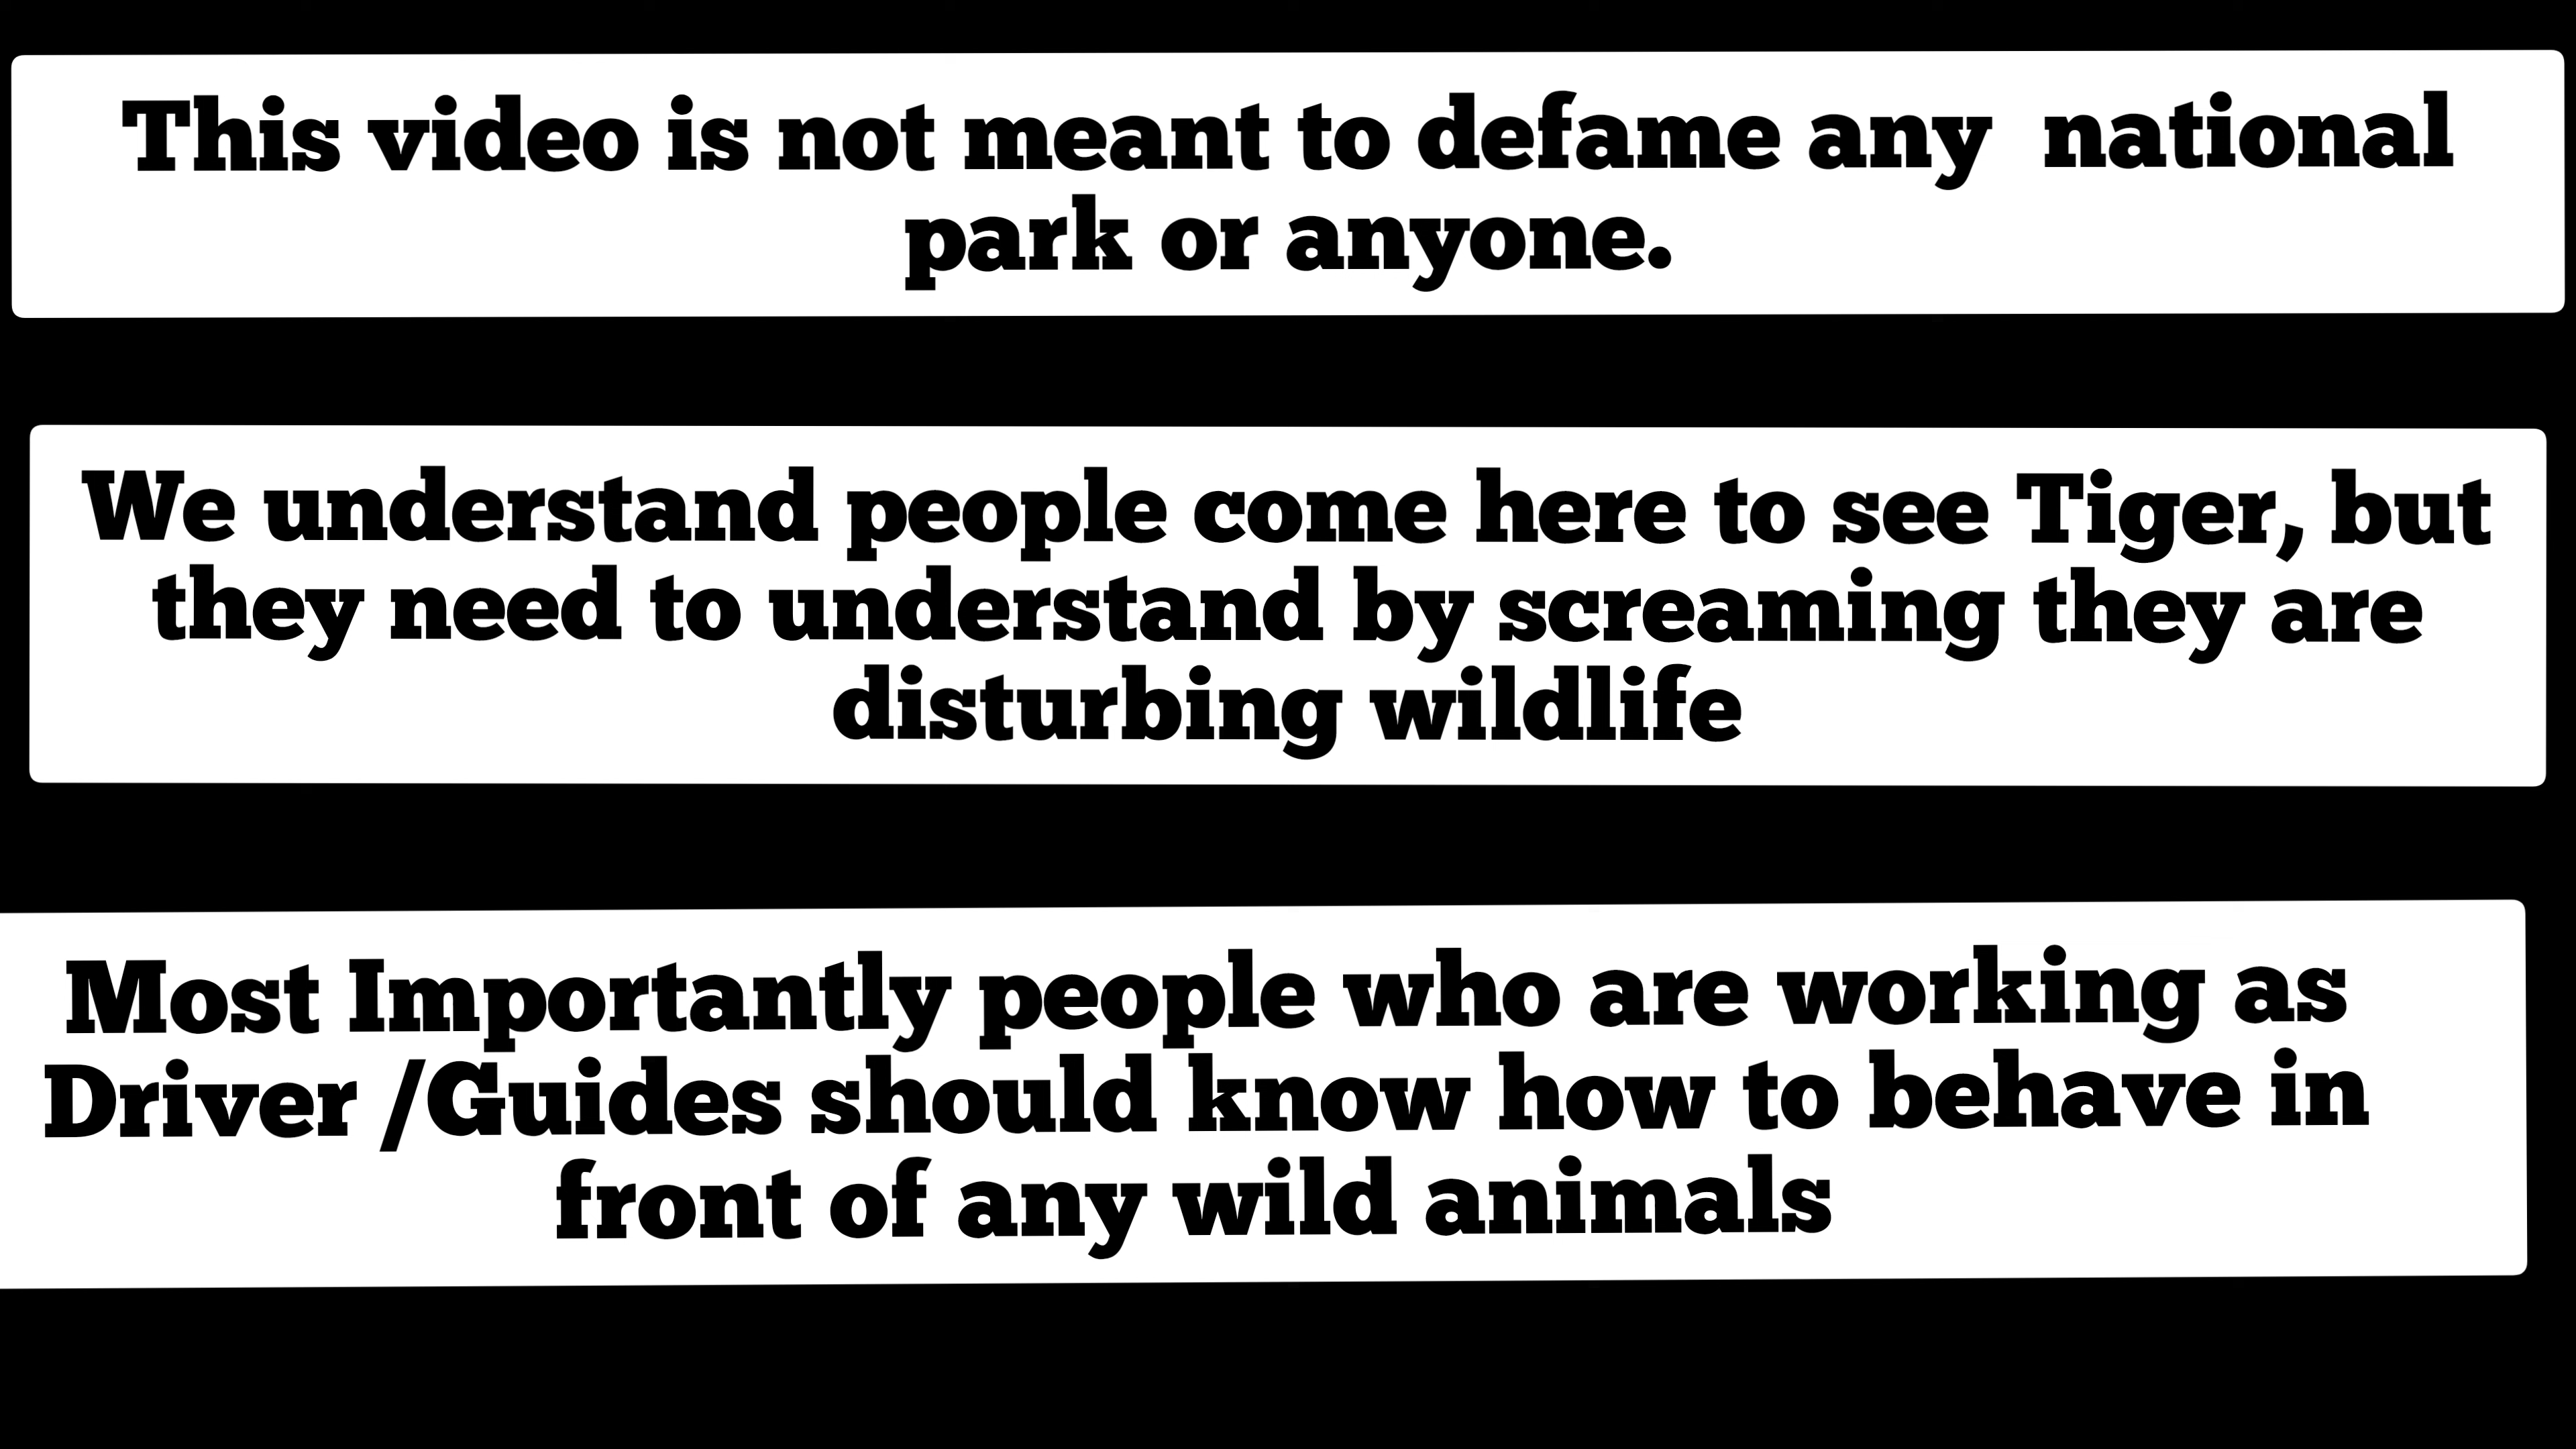 This video is not meant to defame any  national
park or anyone.
We understand people come here to see Tiger, but
they need to understand by screaming they are
disturbing wildlife
Most Importantly people who are working as
Driver /Guides should know how to behave in
front of any wild animals